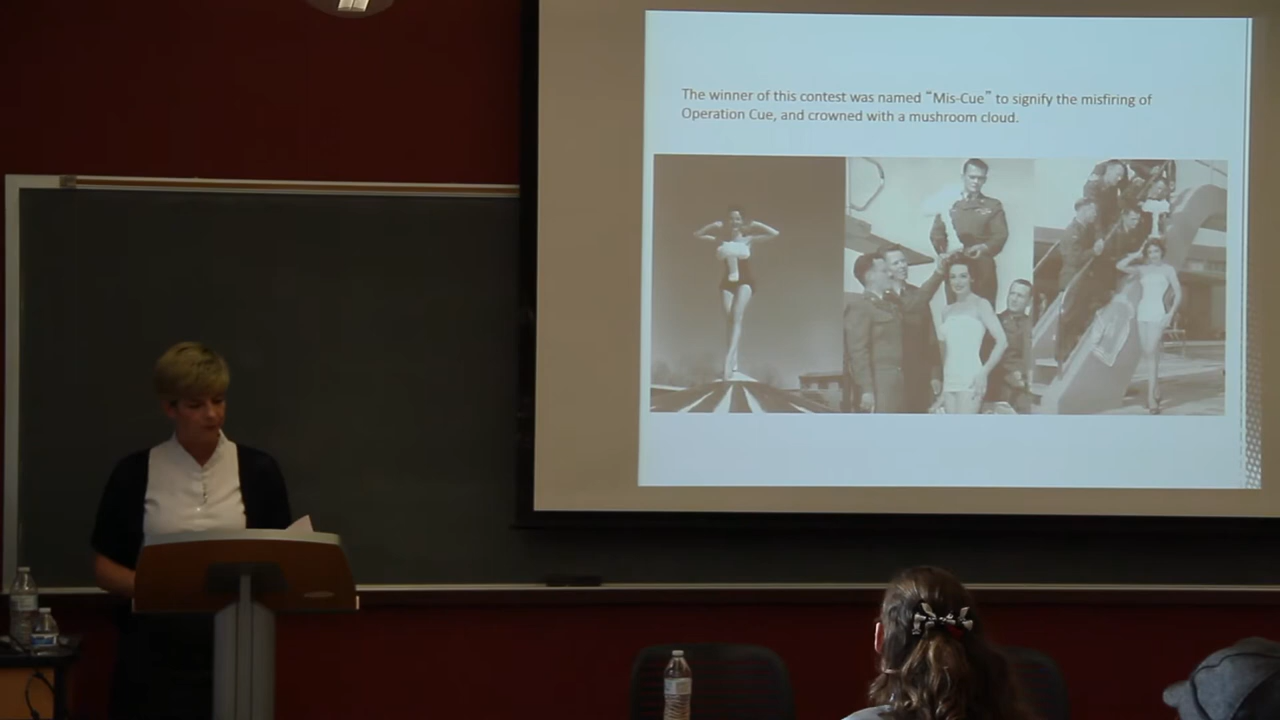 The winner of this contest was named “Mis-Cue” to signify the misfiring of
Operation Cue, and crowned with a mushroom cloud.